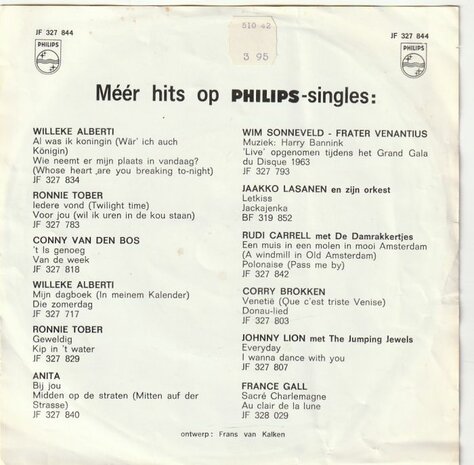 JF 327 844
JF 327 844
PHILIPS
PHILIPS
510 42
3 95
Méér hits op PHILIPS-singles:
WILLEKE ALBERTI
Al was ik koningin (Wär' ich auch
Königin)
Wie neemt er mijn plaats in vandaag?
(Whose heart ,are you breaking to-night)
JF 327 834
RONNIE TOBER
Iedere vond (Twilight time)
Voor jou (wil ik uren in de kou staan)
JF 327 783
CONNY VAN DEN BOS
't Is genoeg
Van de week
JF 327 818
WILLEKE ALBERTI
Mijn dagboek (In meinem Kalender)
Die zomerdag
JF 327 717
RONNIE TOBER
Geweldig
Kip in 't water
JF 327 829
ANITA
Bij jou
Midden op de straten (Mitten auf der
Strasse)
JF 327 840
WIM SONNEVELD - FRATER VENANTIUS
Muziek: Harry Bannink
'Live' opgenomen tijdens het Grand Gala
du Disque 1963
JF 327 793
JAAKKO LASANEN en zijn orkest
Letkiss
Jackajenka
BF 319 852
RUDI CARRELL met De Damrakkertjes
Een muis in een molen in mooi Amsterdam
(A windmill in Old Amsterdam)
Polonaise (Pass me by)
JF 327 842
CORRY BROKKEN
Venetië (Que c'est triste Venise)
Donau-lied
JF 327 803
JOHNNY LION met The Jumping Jewels
Everyday
I wanna dance with you
JF 327 807
FRANCE GALL
Sacré Charlemagne
Au clair de la lune
JF 328 029
ontwerp: Frans van Kalken